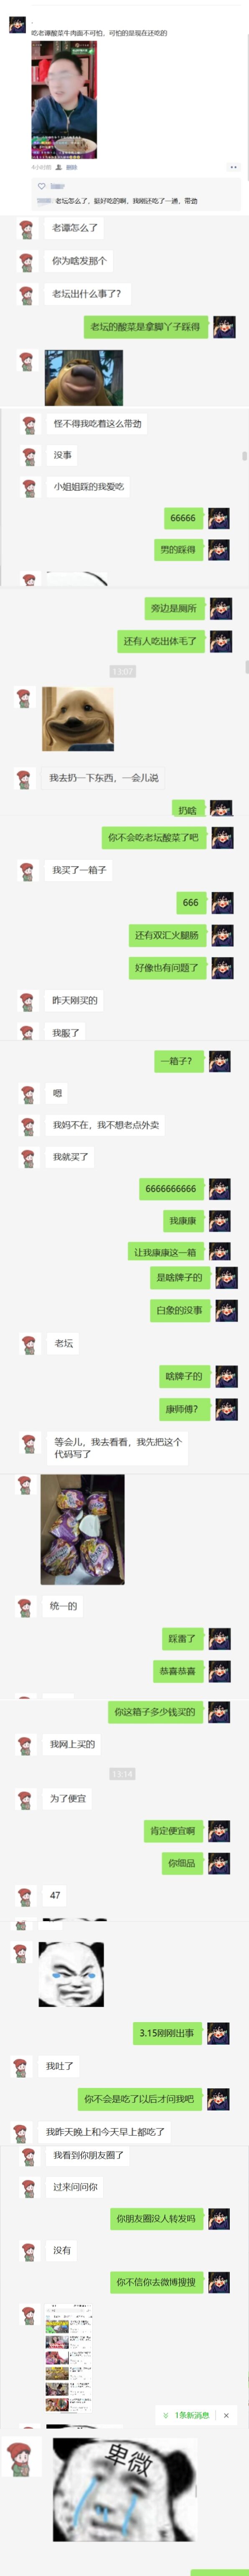 吃老谭酸菜牛肉面不可怕，可怕的是现在还吃的
4小时前
老坛怎么了，挺好吃的啊，我刚还吃了一通，带劲
老谭怎么了
你为啥发那个
老坛出什么事了？
老坛的酸菜是拿脚丫子踩得
怪不得我吃着这么带劲
没事
小姐姐踩的我爱吃
66666
男的踩得
旁边是厕所
还有人吃出体毛了
13:07
我去扔一下东西，一会儿说
扔啥
你不会吃老坛酸菜了吧
我买了一箱子
666
还有双汇火腿肠
好像也有问题了
昨天刚买的
我服了
一箱子？
嗯
我妈不在，我不想老点外卖
我就买了
6666666666
我康康
让我康康这一箱
是啥牌子的
白象的没事
老坛
啥牌子的
康师傅？
等会儿，我去看看，我先把这个
代码写了
统一的
踩雷了
恭喜恭喜
你这箱子多少钱买的
我网上买的
13:14
为了便宜
肯定便宜啊
你细品
47
3.15刚刚出事
我吐了
你不会是吃了以后才问我吧
我昨天晚上和今天早上都吃了
我看到你朋友圈了
过来问问你
你朋友圈没人转发吗
没有
你不信你去微博搜搜
1条新消息
卑微